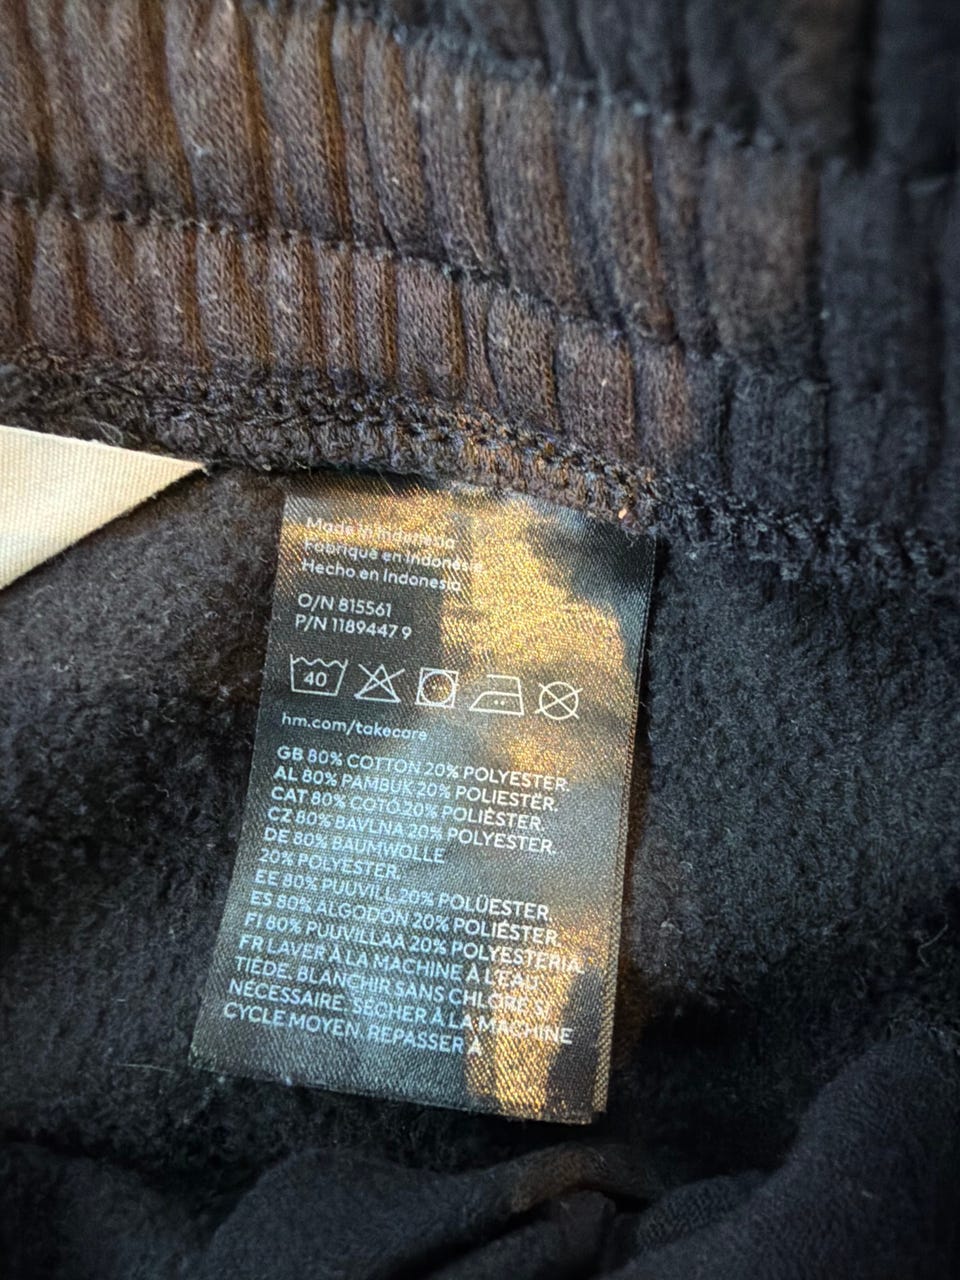 Made in Indonesia
Fabriqué en Indonésie
Hecho en Indonesia
O/N 815561
P/N 1189447 9
40
hm.com/takecare
GB 80% COTTON 20% POLYESTER.
AL 80% PAMBUK 20% POLIESTËR.
CAT 80% COTÓ 20% POLIÈSTER.
CZ 80% BAVLNA 20% POLYESTER.
DE 80% BAUMWOLLE
20% POLYESTER.
EE 80% PUUVILL 20% POLÜESTER.
ES 80% ALGODÓN 20% POLIÉSTER.
FI 80% PUUVILLAA 20% POLYESTERIA.
FR LAVER À LA MACHINE À L'EAU
TIÈDE. BLANCHIR SANS CHLORE SI
NÉCESSAIRE. SÉCHER À LA MACHINE
CYCLE MOYEN. REPASSER À